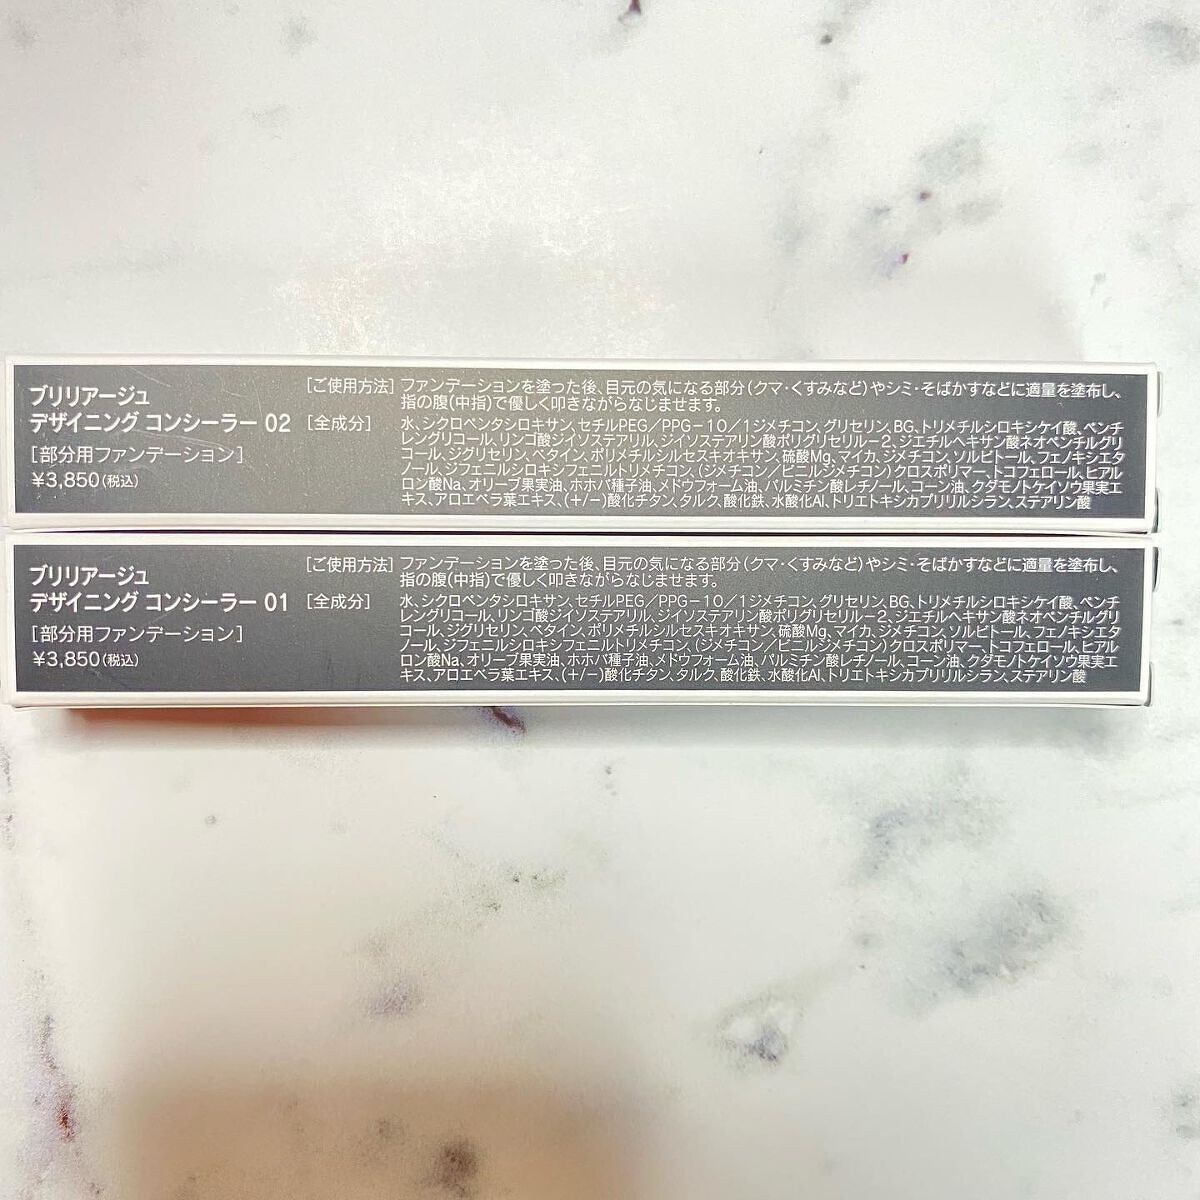 ブリリアージュ
デザイニング コンシーラー 02
[部分用ファンデーション]
¥3,850(税込)
[ご使用方法] ファンデーションを塗った後、目元の気になる部分(クマ・くすみなど)やシミ・そばかすなどに適量を塗布し、
指の腹(中指)で優しく叩きながらなじませます。
[全成分] 水、シクロペンタシロキサン、セチルPEG/PPG-10/1ジメチコン、グリセリン、BG、トリメチルシロキシケイ酸、ペンチ
レングリコール、リンゴ酸ジイソステアリル、ジイソステアリン酸ポリグリセリル-2、ジエチルヘキサン酸ネオペンチルグリ
コール、ジグリセリン、ベタイン、ポリメチルシルセスキオキサン、硫酸Mg、マイカ、ジメチコン、ソルビトール、フェノキシエタ
ノール、ジフェニルシロキシフェニルトリメチコン、(ジメチコン/ビニルジメチコン)クロスポリマー、トコフェロール、ヒアル
ロン酸Na、オリーブ果実油、ホホバ種子油、メドウフォーム油、パルミチン酸レチノール、コーン油、クダモノトケイソウ果実エ
キス、アロエベラ葉エキス、(+/-)酸化チタン、タルク、酸化鉄、水酸化Al、トリエトキシカプリリルシラン、ステアリン酸
ブリリアージュ
デザイニング コンシーラー 01
[部分用ファンデーション]
¥3,850(税込)
[ご使用方法] ファンデーションを塗った後、目元の気になる部分(クマ・くすみなど)やシミ・そばかすなどに適量を塗布し、
指の腹(中指)で優しく叩きながらなじませます。
[全成分] 水、シクロペンタシロキサン、セチルPEG/PPG-10/1ジメチコン、グリセリン、BG、トリメチルシロキシケイ酸、ペンチ
レングリコール、リンゴ酸ジイソステアリル、ジイソステアリン酸ポリグリセリル-2、ジエチルヘキサン酸ネオペンチルグリ
コール、ジグリセリン、ベタイン、ポリメチルシルセスキオキサン、硫酸Mg、マイカ、ジメチコン、ソルビトール、フェノキシエタ
ノール、ジフェニルシロキシフェニルトリメチコン、(ジメチコン/ビニルジメチコン)クロスポリマー、トコフェロール、ヒアル
ロン酸Na、オリーブ果実油、ホホバ種子油、メドウフォーム油、パルミチン酸レチノール、コーン油、クダモノトケイソウ果実エ
キス、アロエベラ葉エキス、(+/-)酸化チタン、タルク、酸化鉄、水酸化Al、トリエトキシカプリリルシラン、ステアリン酸